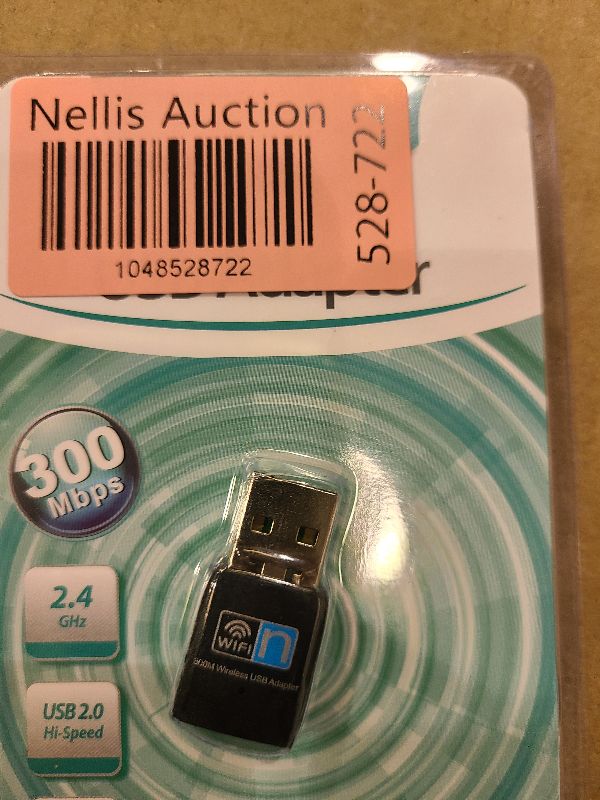 Nellis Auction
528-722
1048528722
Adapter
300
Mbps
2.4
GHz
USB 2.0
Hi-Speed
WiFi n
300M Wireless USB Adapter